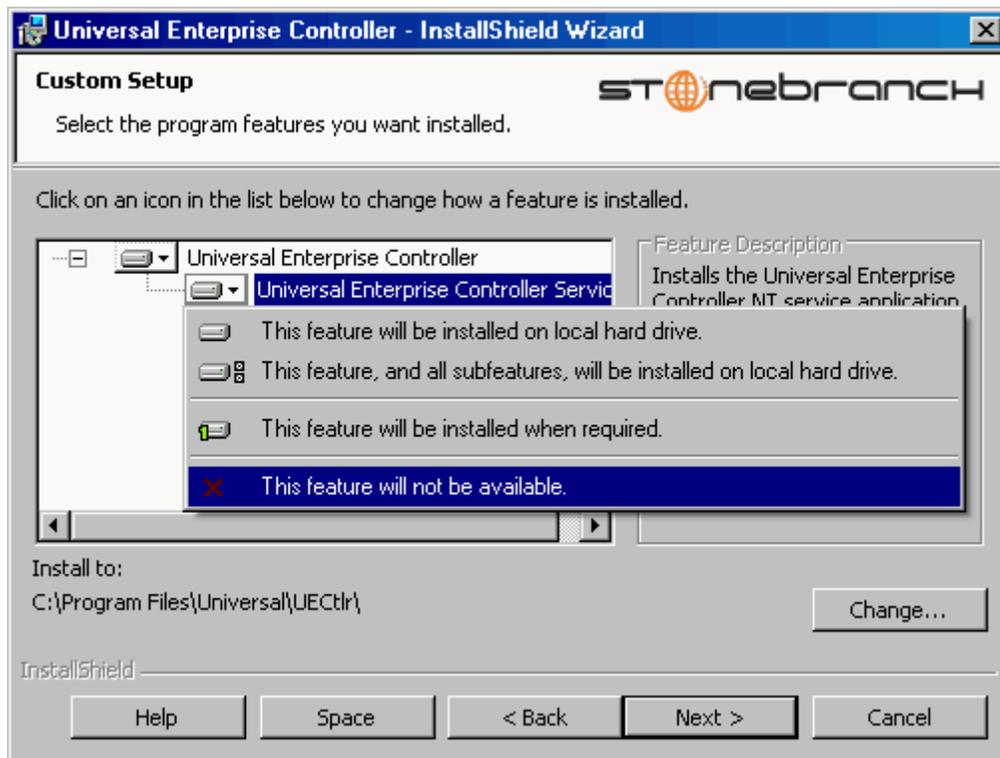 Universal Enterprise Controller - InstallShield Wizard
Custom Setup
STONEBRANCH
Select the program features you want installed.
Click on an icon in the list below to change how a feature is installed.
Universal Enterprise Controller
Universal Enterprise Controller Servic
Feature Description
Installs the Universal Enterprise
Controller NT service application
This feature will be installed on local hard drive.
This feature, and all subfeatures, will be installed on local hard drive.
This feature will be installed when required.
This feature will not be available.
Install to:
C:\Program Files\Universal\UECtlr\
Change...
InstallShield
Help
Space
< Back
Next >
Cancel